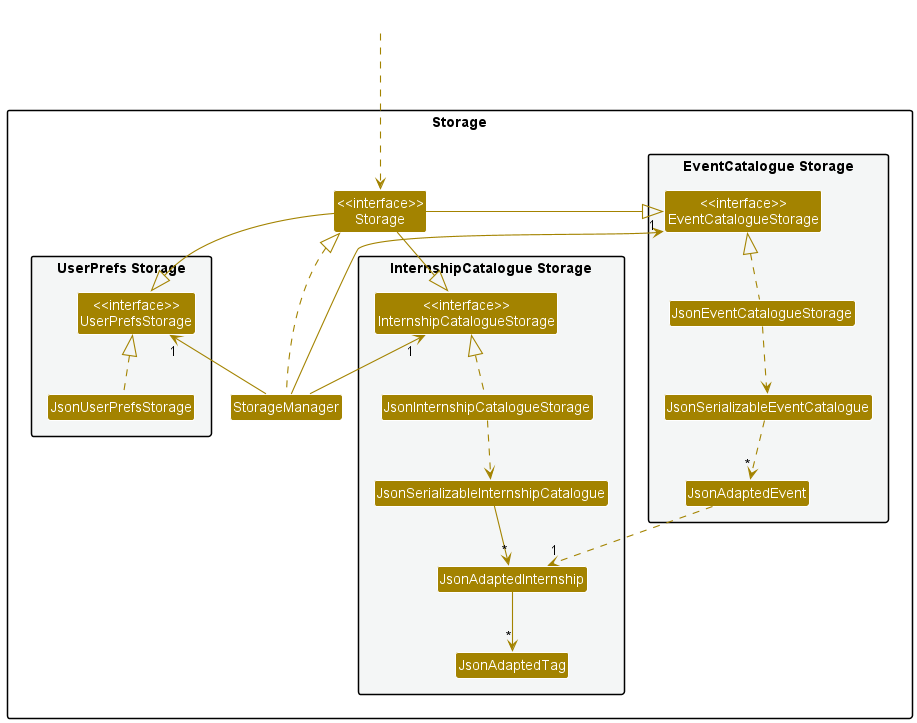 Storage
EventCatalogue Storage
<<interface>>
Storage
<<interface>>
EventCatalogueStorage
1
UserPrefs Storage
InternshipCatalogue Storage
<<interface>>
UserPrefsStorage
<<interface>>
InternshipCatalogueStorage
JsonEventCatalogueStorage
1
1
JsonUserPrefsStorage
StorageManager
JsonInternshipCatalogueStorage
JsonSerializableEventCatalogue
*
JsonSerializableInternshipCatalogue
JsonAdaptedEvent
*
1
JsonAdaptedInternship
*
JsonAdaptedTag